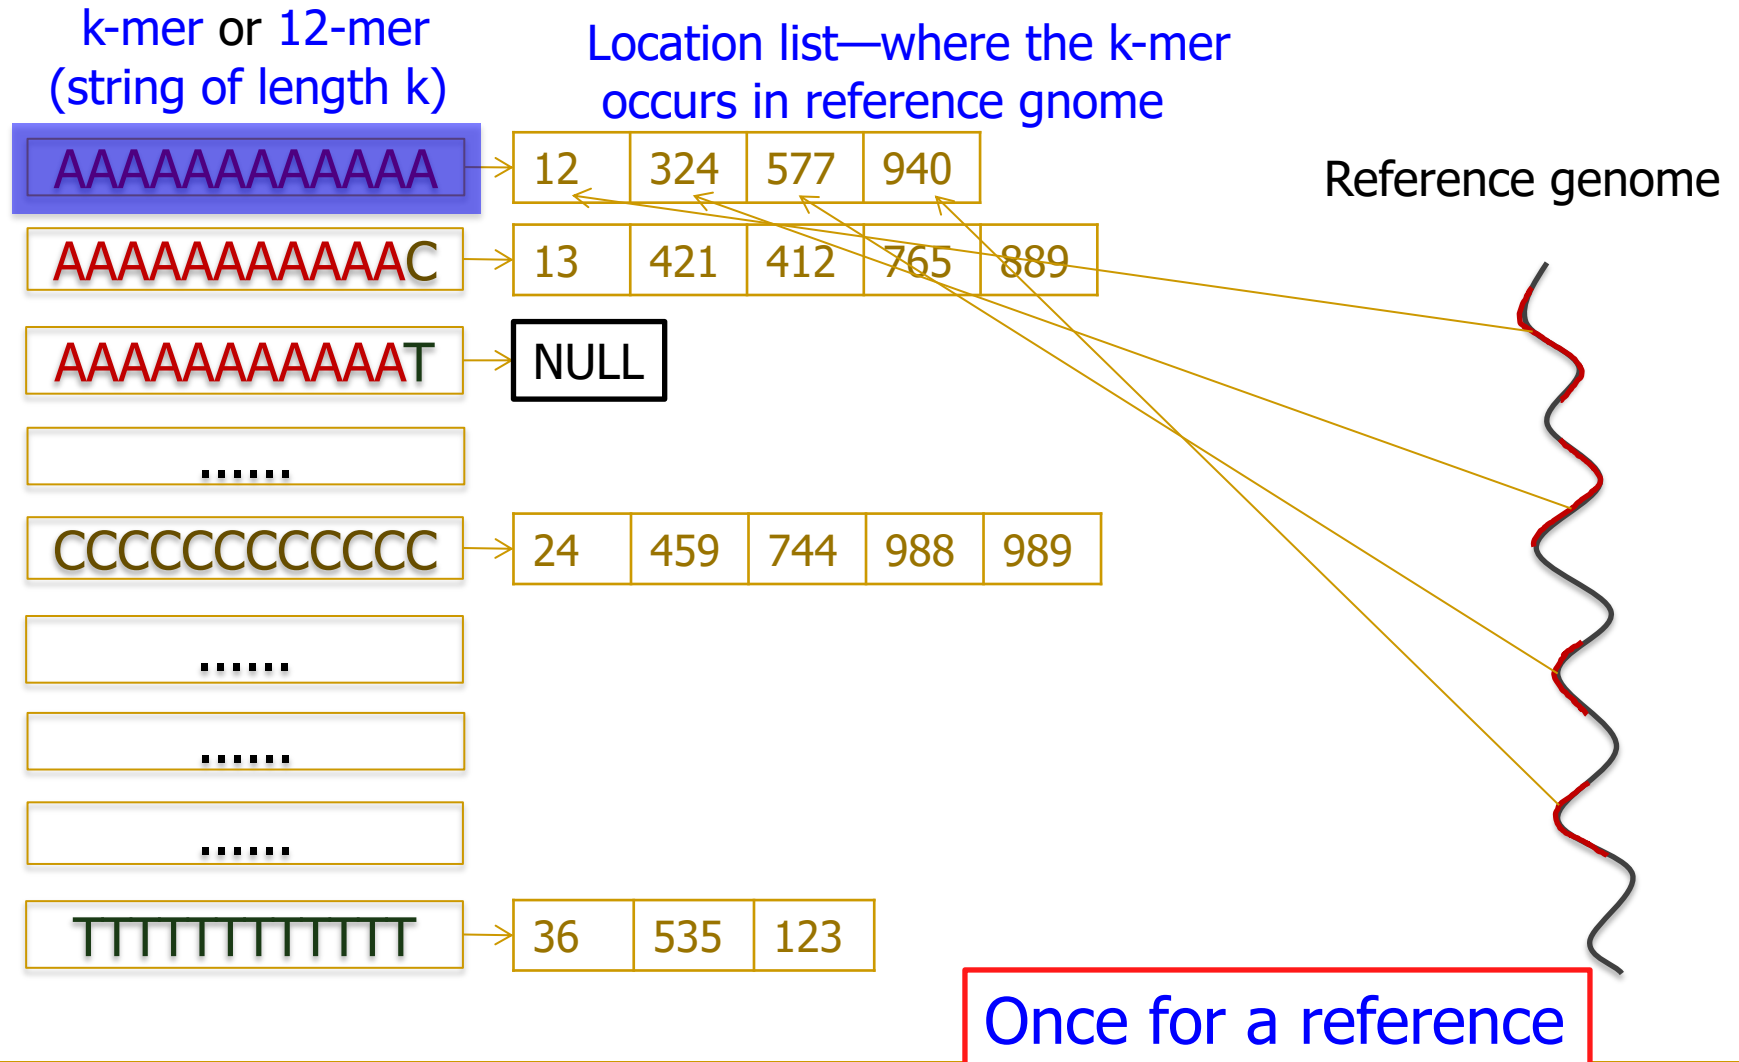 k-mer or 12-mer
(string of length k)
Location list—where the k-mer
occurs in reference gnome
Reference genome
AAAAAAAAAAAA
12 324 577 940
AAAAAAAAAAAC
13 421 412 765 889
AAAAAAAAAAAT
NULL
......
CCCCCCCCCCCC
24 459 744 988 989
......
......
......
TTTTTTTTTTTT
36 535 123
Once for a reference